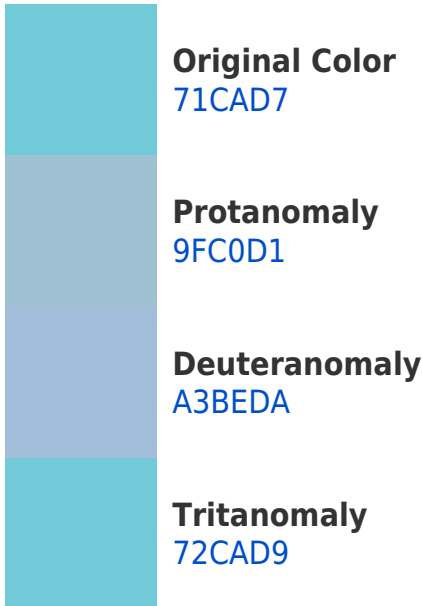 Original Color
71CAD7
Protanomaly
9FC0D1
Deuteranomaly
A3BEDA
Tritanomaly
72CAD9